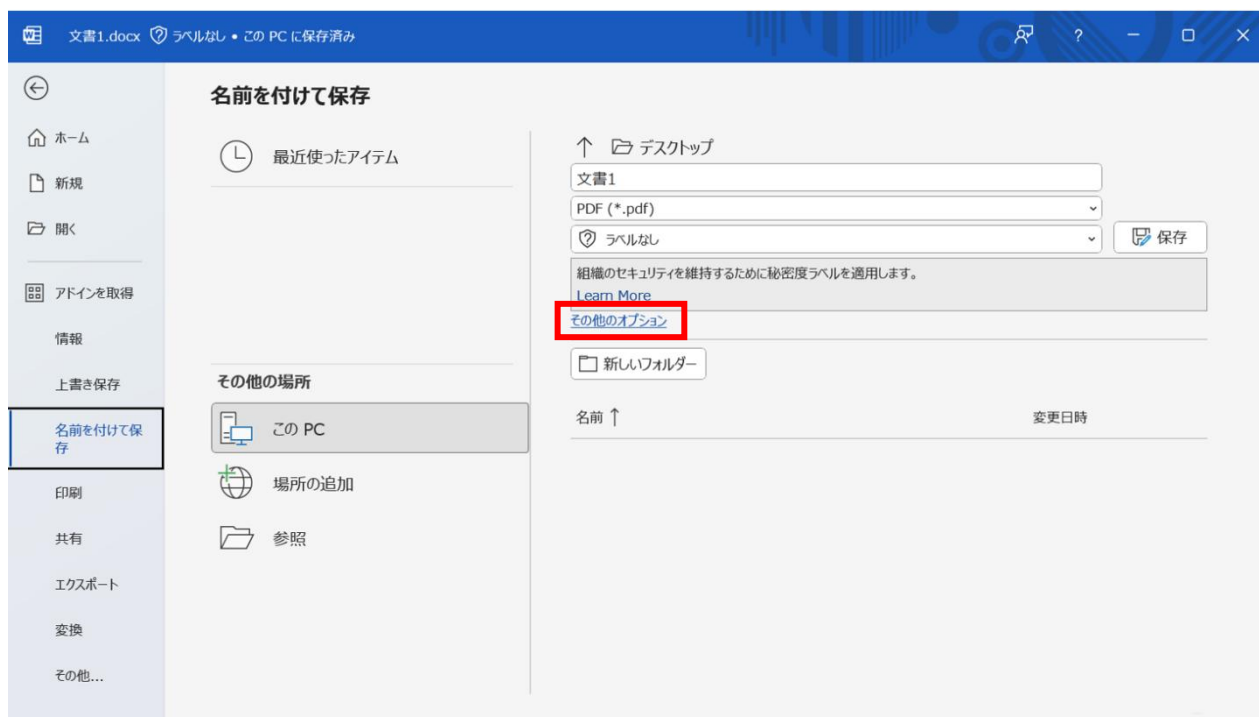 文書1.docx ラベルなし • この PC に保存済み
?
名前を付けて保存
ホーム
新規
開く
アドインを取得
情報
上書き保存
名前を付けて保
存
印刷
共有
エクスポート
変換
その他...
最近使ったアイテム
その他の場所
この PC
場所の追加
参照
↑ デスクトップ
文書1
PDF (*.pdf)
ラベルなし
保存
組織のセキュリティを維持するために秘密度ラベルを適用します。
Learn More
その他のオプション
新しいフォルダー
名前 ↑ 変更日時